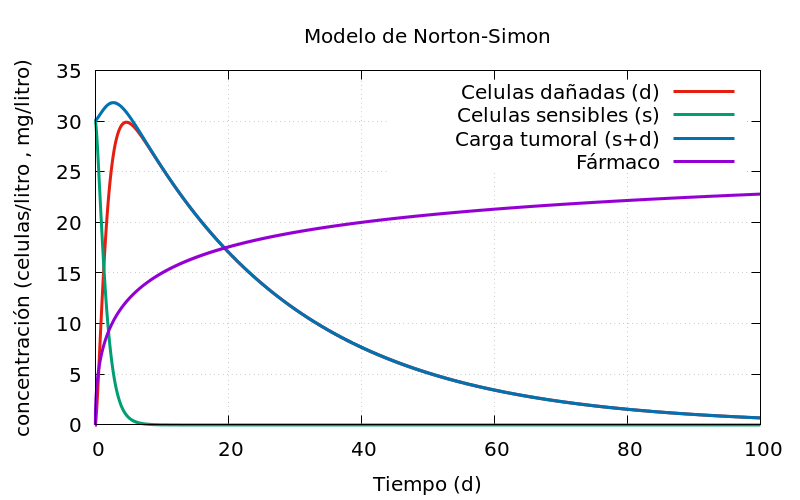 Modelo de Norton-Simon
concentración (celulas/litro , mg/litro)
35
30
25
20
15
10
5
0
Celulas dañadas (d)
Celulas sensibles (s)
Carga tumoral (s+d)
Fármaco
0 20 40 60 80 100
Tiempo (d)